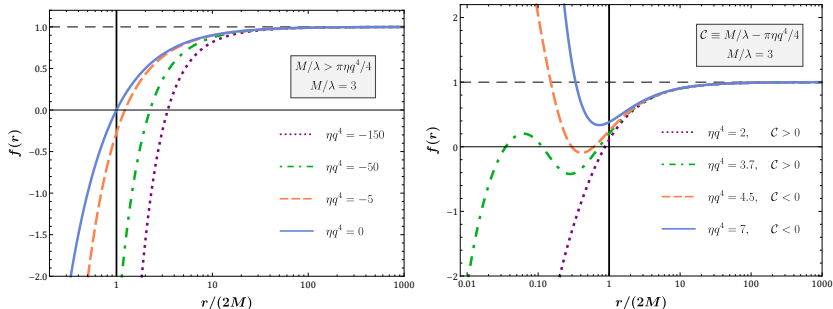 1.0
0.5
0.0
−0.5
−1.0
−1.5
−2.0
f(r)
M/λ > πηq⁴/4
M/λ = 3
ηq⁴ = −150
ηq⁴ = −50
ηq⁴ = −5
ηq⁴ = 0
1
10
100
1000
r/(2M)
2
1
0
−1
−2
f(r)
C ≡ M/λ − πηq⁴/4
M/λ = 3
ηq⁴ = 2, C > 0
ηq⁴ = 3.7, C > 0
ηq⁴ = 4.5, C < 0
ηq⁴ = 7, C < 0
0.01
0.10
1
10
100
1000
r/(2M)